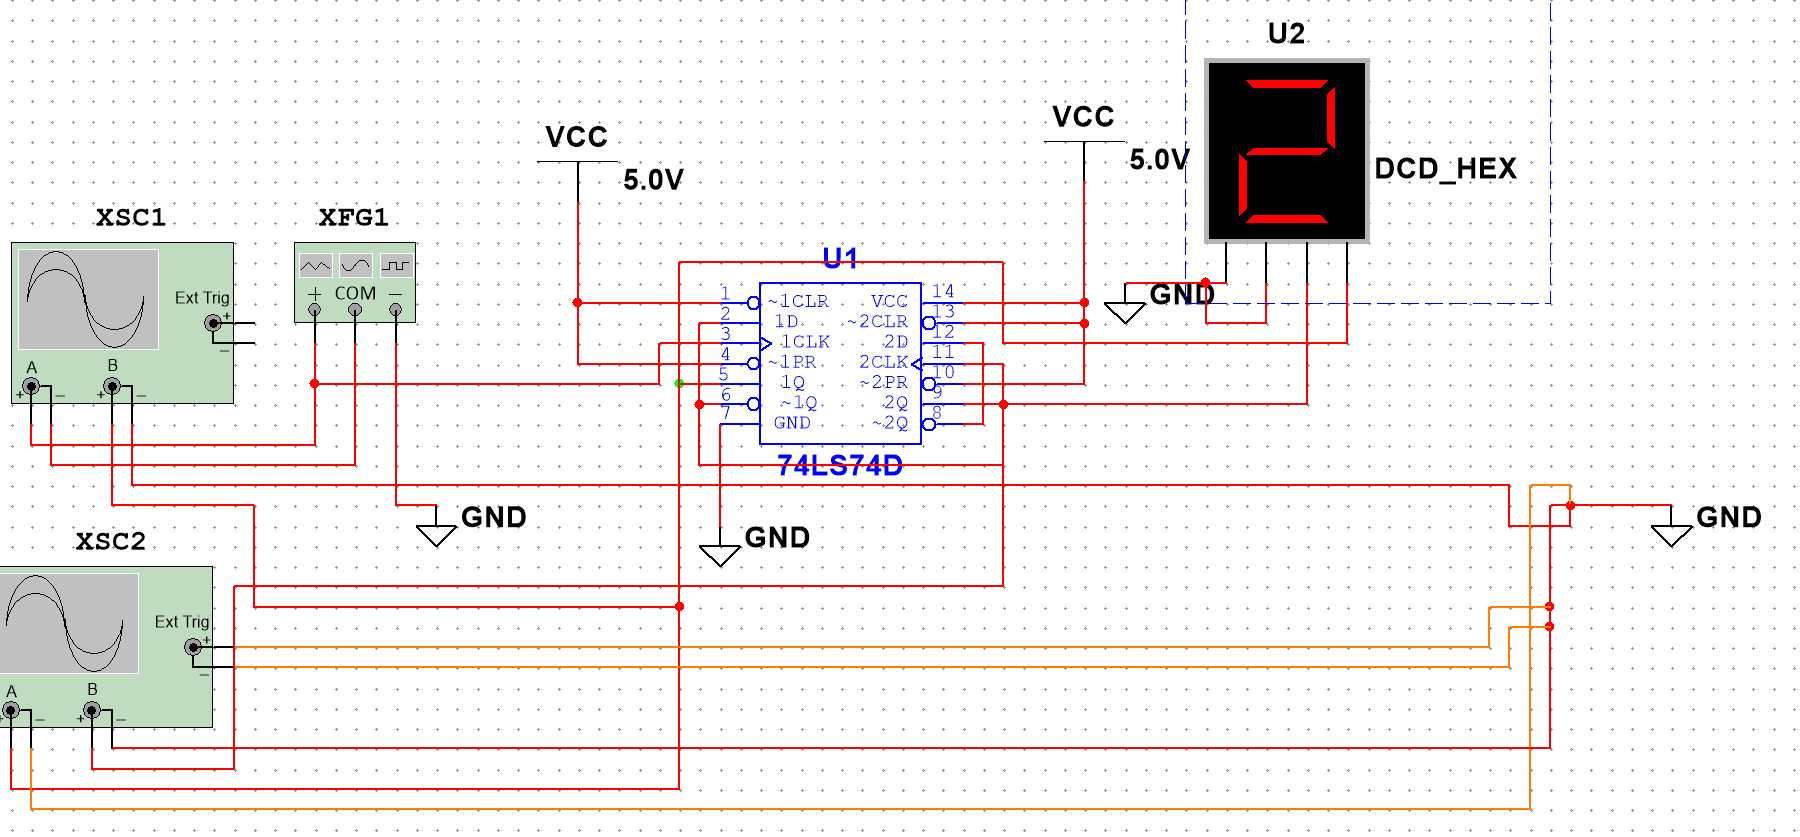 U2
VCC
5.0V
DCD_HEX
VCC
5.0V
XSC1
XFG1
Ext Trig
+
−
A
B
+ − + −
+ COM −
GND
U1
1 ~1CLR VCC 14
2 1D ~2CLR 13
3 1CLK 2D 12
4 ~1PR 2CLK 11
5 1Q ~2PR 10
6 ~1Q 2Q 9
7 GND ~2Q 8
74LS74D
GND
GND
GND
XSC2
Ext Trig
+
−
A
B
+ − + −